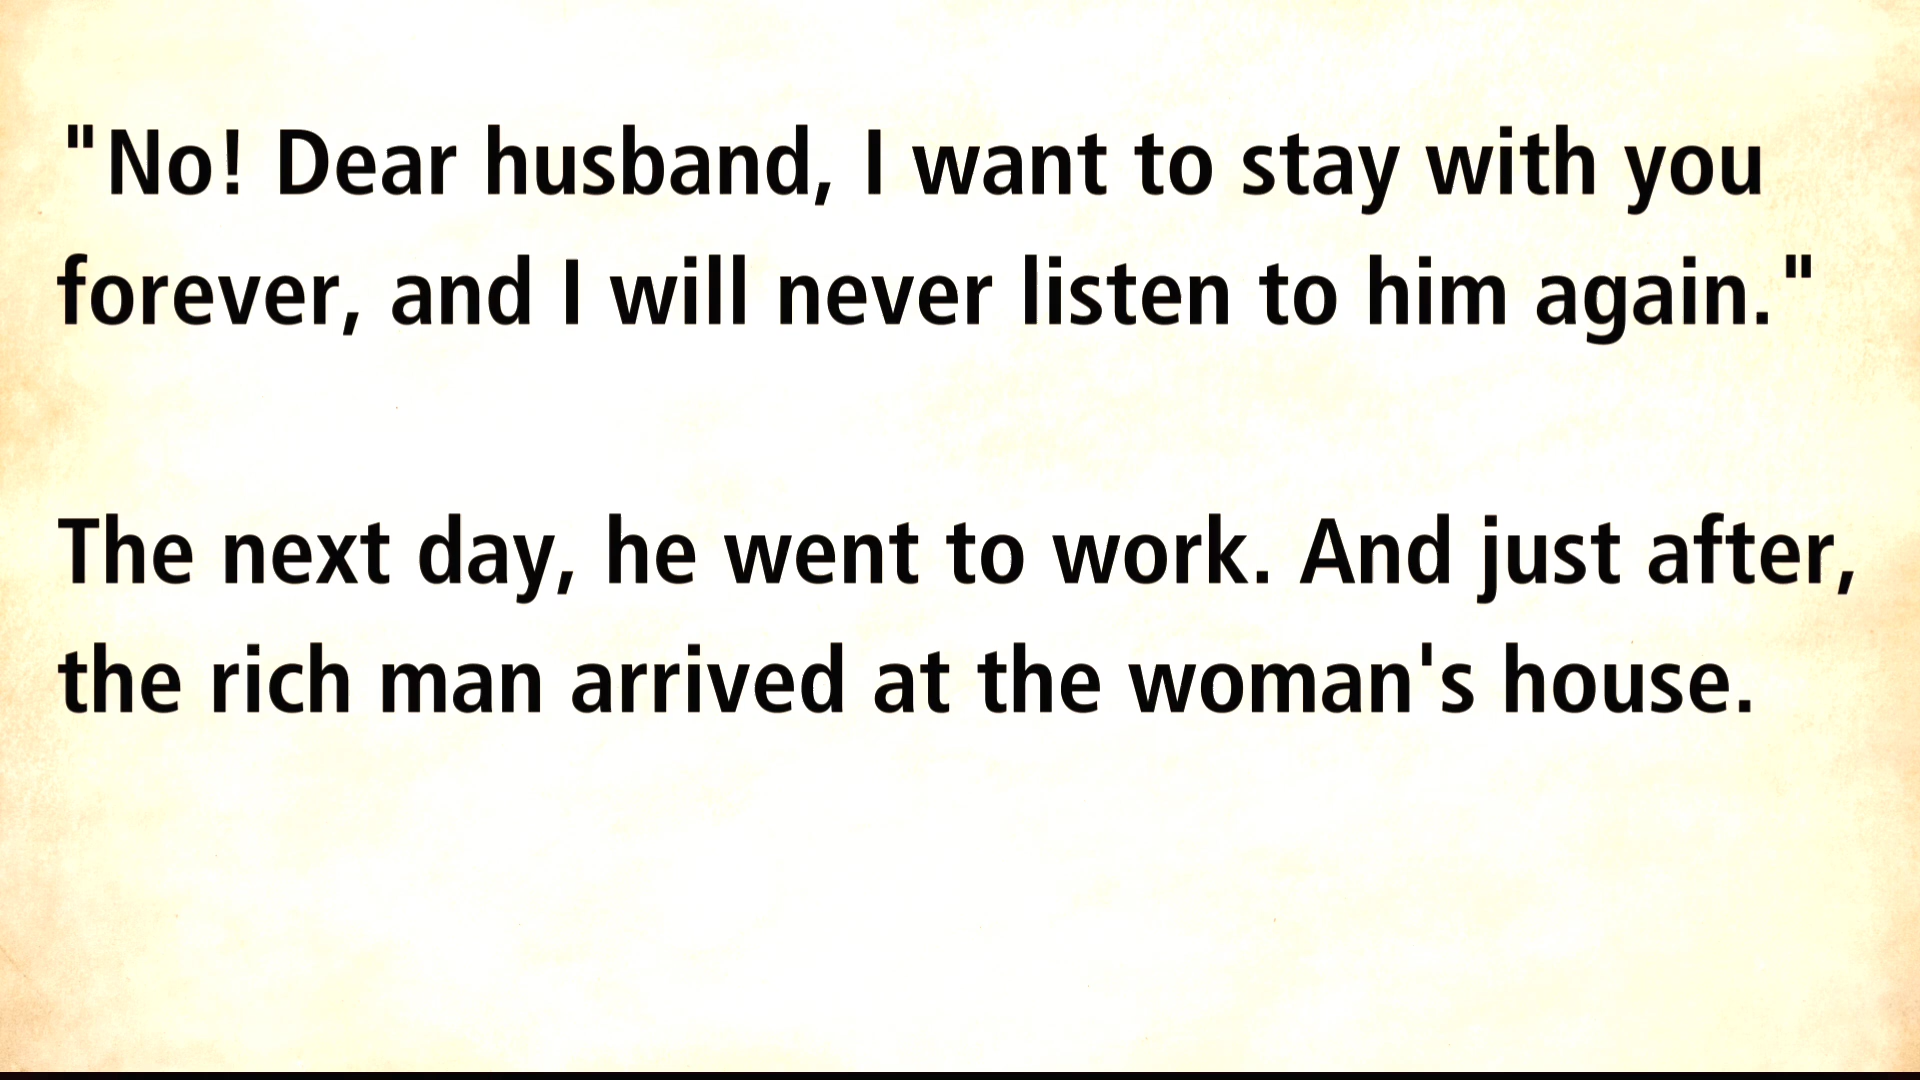 "No! Dear husband, I want to stay with you
forever, and I will never listen to him again."
The next day, he went to work. And just after,
the rich man arrived at the woman's house.